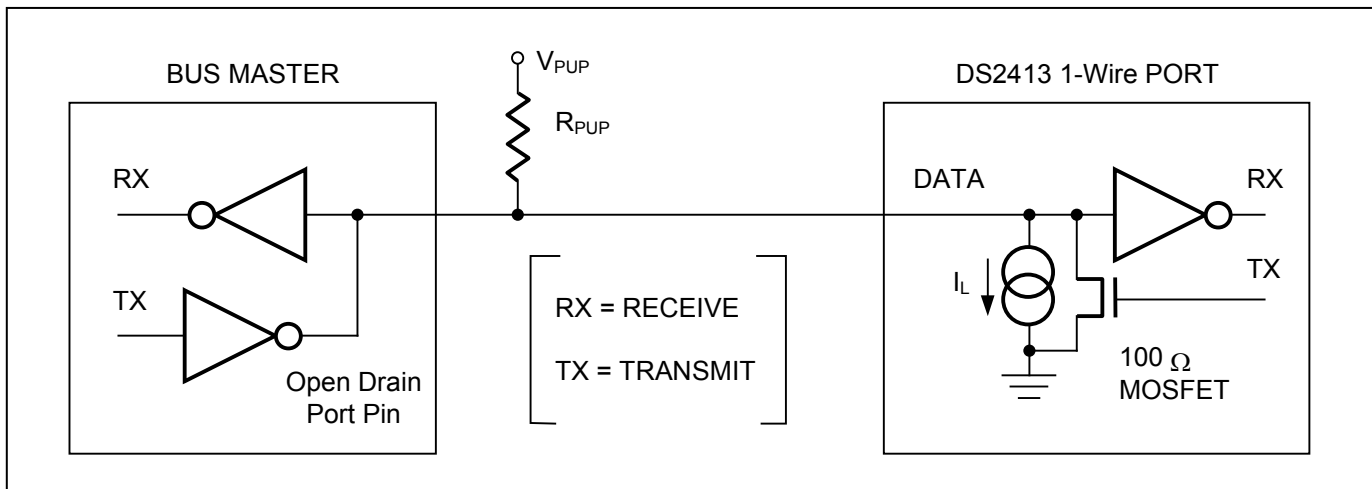 BUS MASTER
RX
TX
Open Drain
Port Pin
VPUP
RPUP
RX = RECEIVE
TX = TRANSMIT
DS2413 1-Wire PORT
DATA
RX
TX
IL
100 Ω
MOSFET